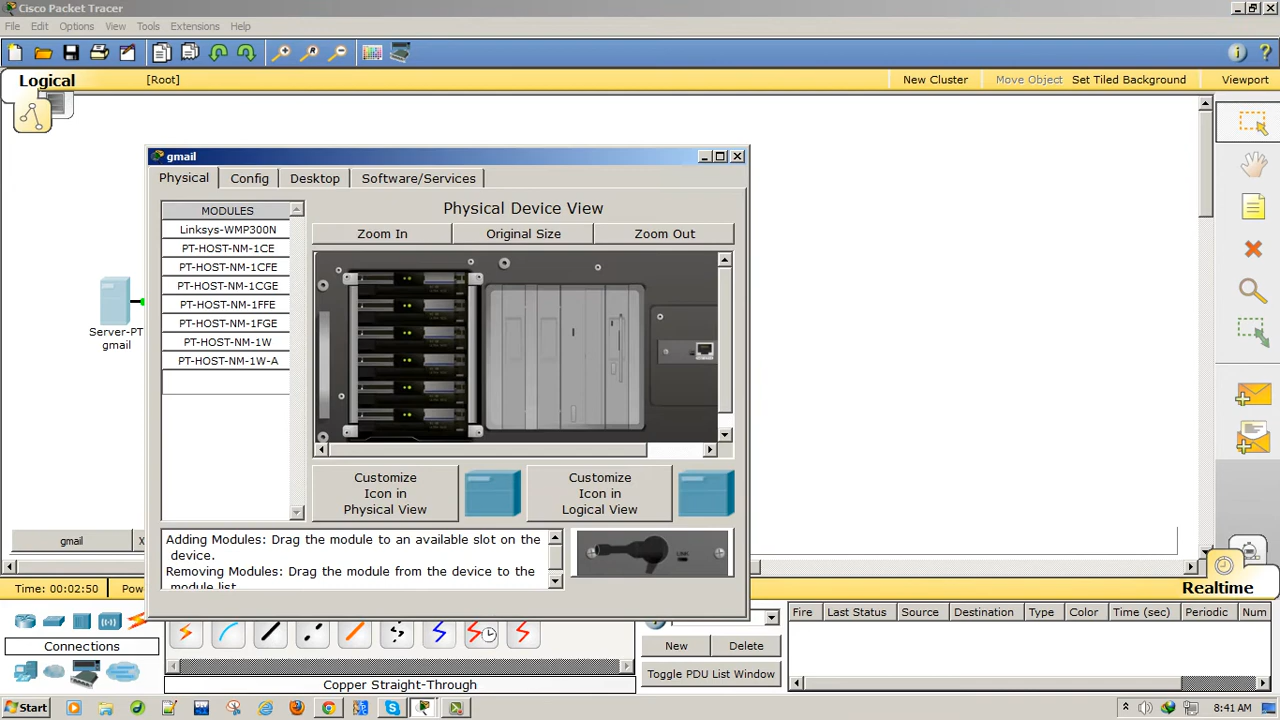 Cisco Packet Tracer
File Edit Options View Tools Extensions Help
Logical [Root] New Cluster Move Object Set Tiled Background Viewport
gmail
Physical Config Desktop Software/Services
MODULES
Linksys-WMP300N
PT-HOST-NM-1CE
PT-HOST-NM-1CFE
PT-HOST-NM-1CGE
PT-HOST-NM-1FFE
PT-HOST-NM-1FGE
PT-HOST-NM-1W
PT-HOST-NM-1W-A
Physical Device View
Zoom In Original Size Zoom Out
Customize
Icon in
Physical View
Customize
Icon in
Logical View
Adding Modules: Drag the module to an available slot on the
device.
Removing Modules: Drag the module from the device to the
module list.
LINK
Server-PT
gmail
gmail X
Time: 00:02:50 Pow
Realtime
Connections
Copper Straight-Through
New Delete
Toggle PDU List Window
Fire Last Status Source Destination Type Color Time (sec) Periodic Num
Start 8:41 AM